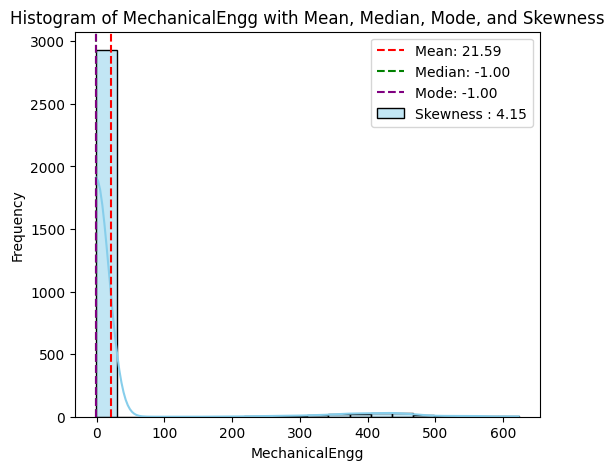 Histogram of MechanicalEngg with Mean, Median, Mode, and Skewness
3000
2500
2000
1500
1000
500
0
Frequency
Mean: 21.59
Median: -1.00
Mode: -1.00
Skewness : 4.15
0 100 200 300 400 500 600
MechanicalEngg